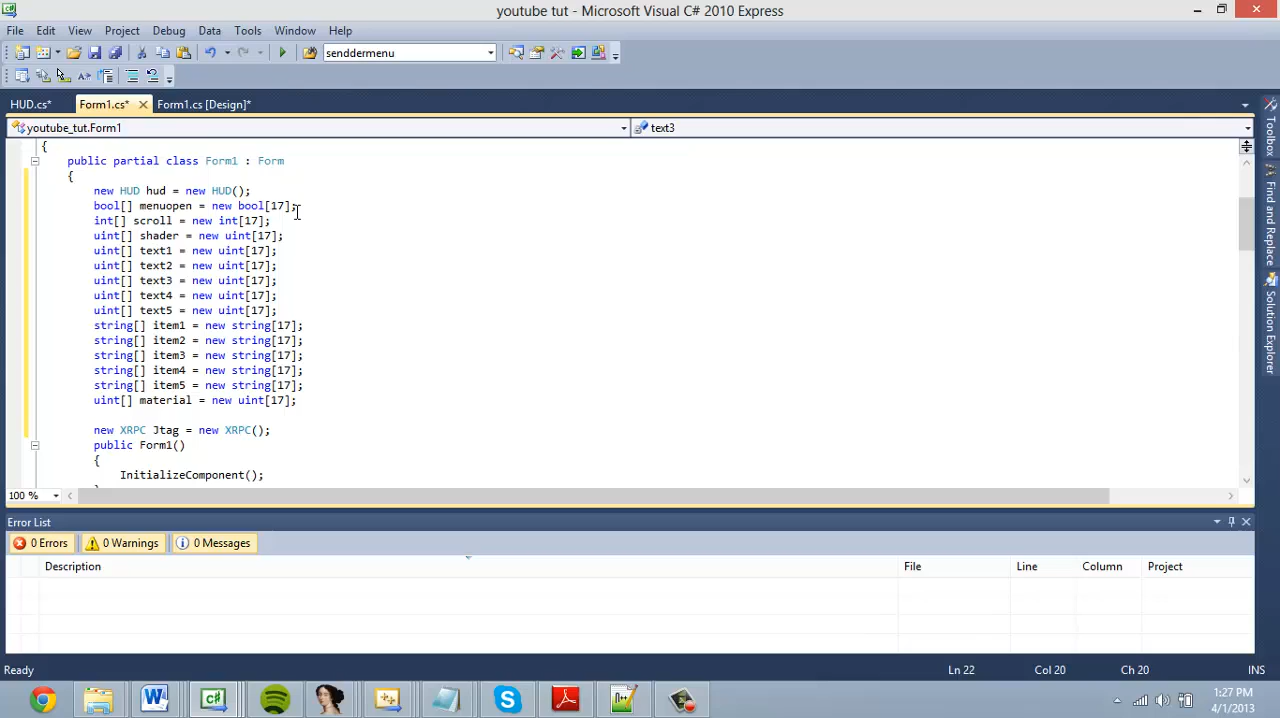 youtube tut - Microsoft Visual C# 2010 Express
File Edit View Project Debug Data Tools Window Help
senddermenu
HUD.cs* Form1.cs* Form1.cs [Design]*
youtube_tut.Form1 text3
{
public partial class Form1 : Form
{
new HUD hud = new HUD();
bool[] menuopen = new bool[17];
int[] scroll = new int[17];
uint[] shader = new uint[17];
uint[] text1 = new uint[17];
uint[] text2 = new uint[17];
uint[] text3 = new uint[17];
uint[] text4 = new uint[17];
uint[] text5 = new uint[17];
string[] item1 = new string[17];
string[] item2 = new string[17];
string[] item3 = new string[17];
string[] item4 = new string[17];
string[] item5 = new string[17];
uint[] material = new uint[17];
new XRPC Jtag = new XRPC();
public Form1()
{
InitializeComponent();
100 %
Toolbox
Find and Replace
Solution Explorer
Error List
0 Errors 0 Warnings 0 Messages
Description File Line Column Project
Ready Ln 22 Col 20 Ch 20 INS
1:27 PM
4/1/2013